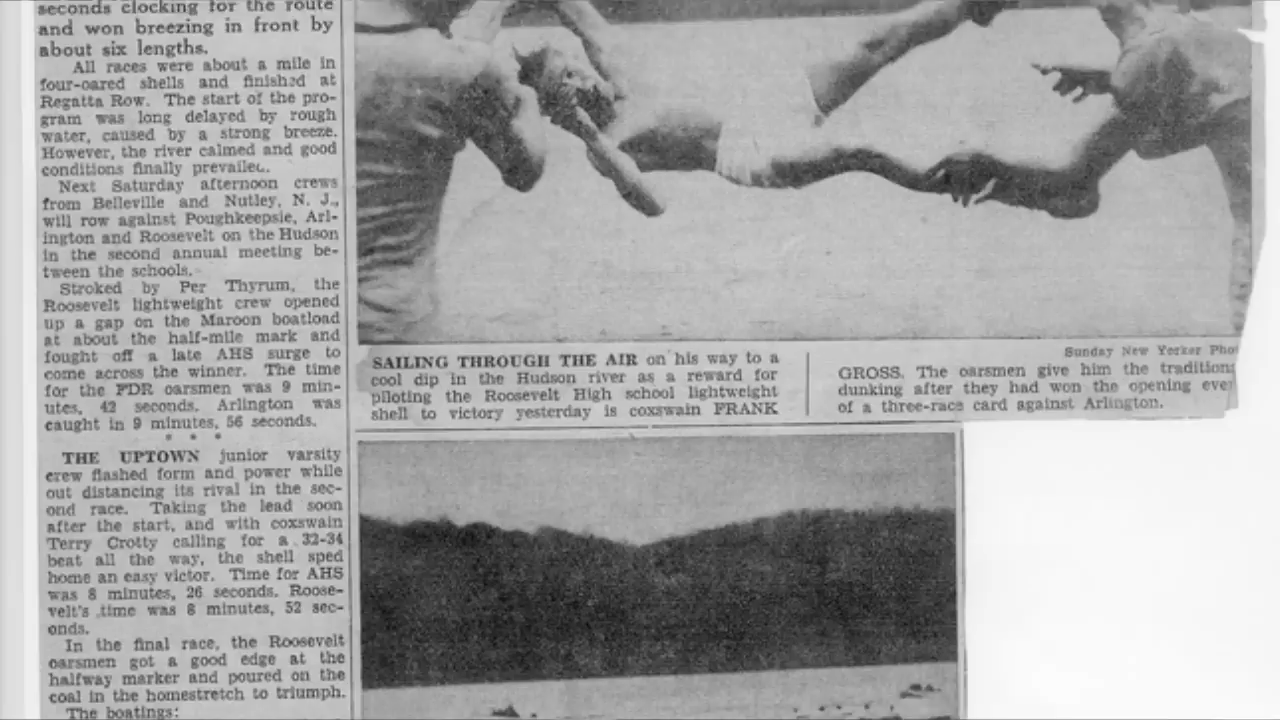 seconds clocking for the route
and won breezing in front by
about six lengths.
All races were about a mile in
four-oared shells and finished at
Regatta Row. The start of the pro-
gram was long delayed by rough
water, caused by a strong breeze.
However, the river calmed and good
conditions finally prevailed.
Next Saturday afternoon crews
from Belleville and Nutley, N. J.,
will row against Poughkeepsie, Arl-
ington and Roosevelt on the Hudson
in the second annual meeting be-
tween the schools.
Stroked by Per Thyrum, the
Roosevelt lightweight crew opened
up a gap on the Maroon boatload
at about the half-mile mark and
fought off a late AHS surge to
come across the winner. The time
for the FDR oarsmen was 9 min-
utes, 42 seconds. Arlington was
caught in 9 minutes, 56 seconds.
* * *
THE UPTOWN junior varsity
crew flashed form and power while
out distancing its rival in the sec-
ond race. Taking the lead soon
after the start, and with coxswain
Terry Crotty calling for a 32-34
beat all the way, the shell sped
home an easy victor. Time for AHS
was 8 minutes, 26 seconds. Roose-
velt's time was 8 minutes, 52 sec-
onds.
In the final race, the Roosevelt
oarsmen got a good edge at the
halfway marker and poured on the
coal in the homestretch to triumph.
The boatings:
SAILING THROUGH THE AIR on his way to a
cool dip in the Hudson river as a reward for
piloting the Roosevelt High school lightweight
shell to victory yesterday is coxswain FRANK
Sunday New Yorker Pho
GROSS. The oarsmen give him the tradition
dunking after they had won the opening eve
of a three-race card against Arlington.